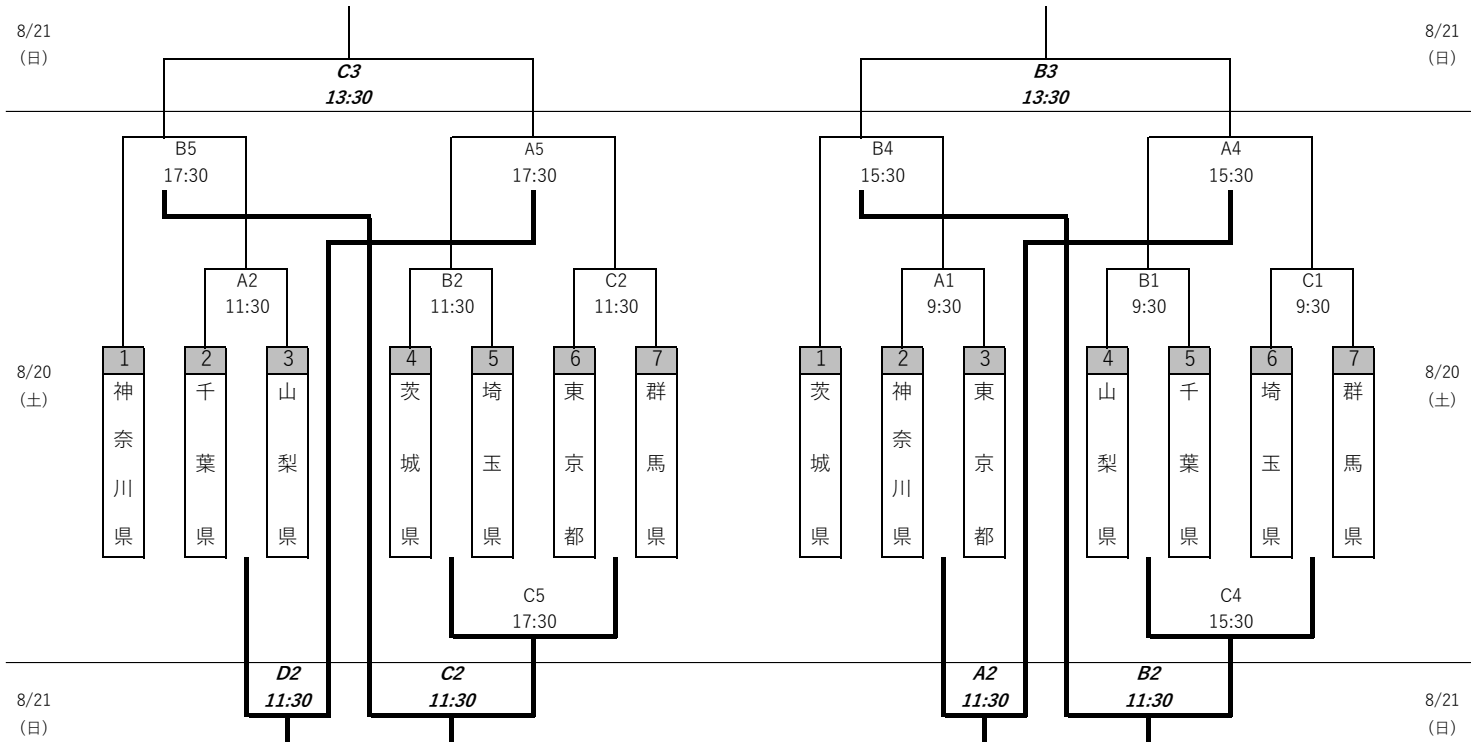 8/21
（日）
C3
13:30
B3
13:30
8/21
（日）
B5
17:30
A5
17:30
B4
15:30
A4
15:30
A2
11:30
B2
11:30
C2
11:30
A1
9:30
B1
9:30
C1
9:30
8/20
（土）
1
神奈川県
2
千葉県
3
山梨県
4
茨城県
5
埼玉県
6
東京都
7
群馬県
1
茨城県
2
神奈川県
3
東京都
4
山梨県
5
千葉県
6
埼玉県
7
群馬県
8/20
（土）
C5
17:30
C4
15:30
8/21
（日）
D2
11:30
C2
11:30
A2
11:30
B2
11:30
8/21
（日）